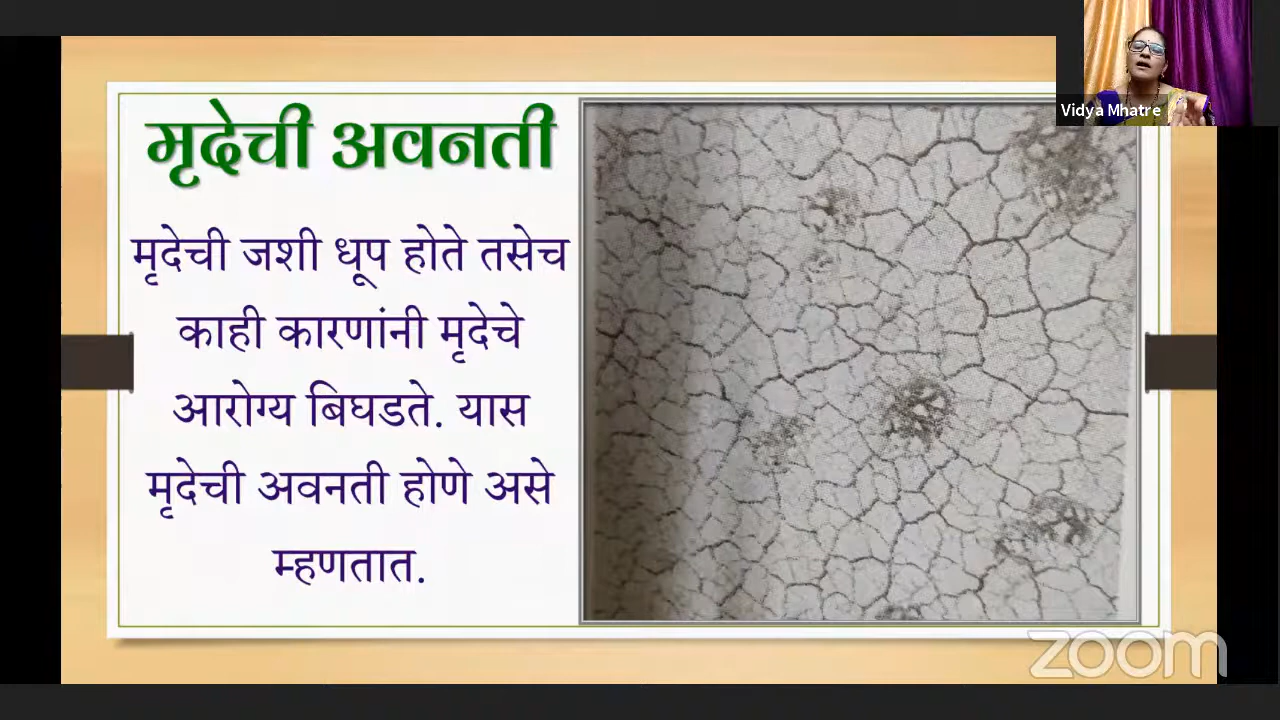 मृदेची अवनती
मृदेची जशी धूप होते तसेच
काही कारणांनी मृदेचे
आरोग्य बिघडते. यास
मृदेची अवनती होणे असे
म्हणतात.
Vidya Mhatre
zoom